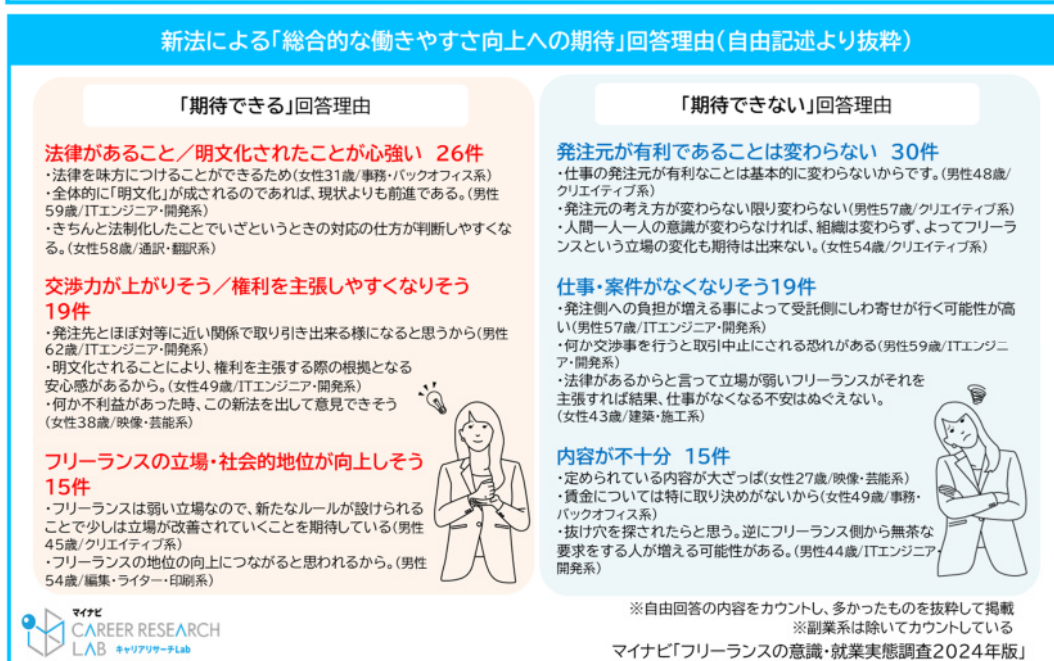 新法による「総合的な働きやすさ向上への期待」回答理由(自由記述より抜粋)
「期待できる」回答理由
法律があること／明文化されたことが心強い 26件
・法律を味方につけることができるため(女性31歳/事務・バックオフィス系)
・全体的に「明文化」が成されるのであれば、現状よりも前進である。(男性
59歳/ITエンジニア・開発系)
・きちんと法制化したことでいざというときの対応の仕方が判断しやすくな
る。(女性58歳/通訳・翻訳系)
交渉力が上がりそう／権利を主張しやすくなりそう
19件
・発注先とほぼ対等に近い関係で取り引き出来る様になると思うから(男性
62歳/ITエンジニア・開発系)
・明文化されることにより、権利を主張する際の根拠となる
安心感があるから。(女性49歳/ITエンジニア・開発系)
・何か不利益があった時、この新法を出して意見できそう
(女性38歳/映像・芸能系)
フリーランスの立場・社会的地位が向上しそう
15件
・フリーランスは弱い立場なので、新たなルールが設けられる
ことで少しは立場が改善されていくことを期待している(男性
45歳/クリエイティブ系)
・フリーランスの地位の向上につながると思われるから。(男性
54歳/編集・ライター・印刷系)
「期待できない」回答理由
発注元が有利であることは変わらない 30件
・仕事の発注元が有利なことは基本的に変わらないからです。(男性48歳/
クリエイティブ系)
・発注元の考え方が変わらない限り変わらない(男性57歳/クリエイティブ系)
・人間一人一人の意識が変わらなければ、組織は変わらず、よってフリーラ
ンスという立場の変化も期待は出来ない。(女性54歳/クリエイティブ系)
仕事・案件がなくなりそう19件
・発注側への負担が増える事によって受託側にしわ寄せが行く可能性が高
い(男性57歳/ITエンジニア・開発系)
・何か交渉事を行うと取引中止にされる恐れがある(男性59歳/ITエンジニ
ア・開発系)
・法律があるからと言って立場が弱いフリーランスがそれを
主張すれば結果、仕事がなくなる不安はぬぐえない。
(女性43歳/建築・施工系)
内容が不十分 15件
・定められている内容が大ざっぱ(女性27歳/映像・芸能系)
・賃金については特に取り決めがないから(女性49歳/事務・
バックオフィス系)
・抜け穴を探されたらと思う。逆にフリーランス側から無茶な
要求をする人が増える可能性がある。(男性44歳/ITエンジニア・
開発系)
マイナビ
CAREER RESEARCH
LAB キャリアリサーチLab
※自由回答の内容をカウントし、多かったものを抜粋して掲載
※副業系は除いてカウントしている
マイナビ「フリーランスの意識・就業実態調査2024年版」